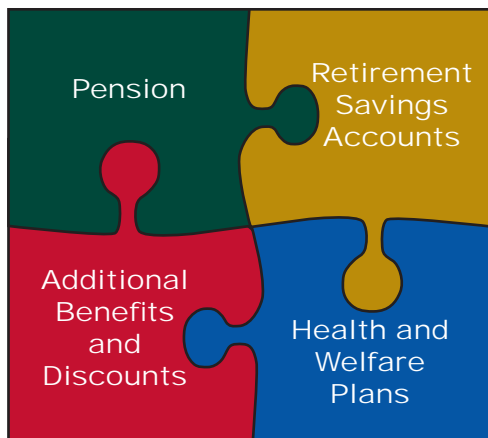 Pension
Retirement
Savings
Accounts
Additional
Benefits
and
Discounts
Health and
Welfare
Plans